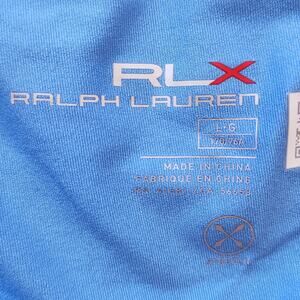 RLX
RALPH LAUREN
L-G
MADE IN CHINA
FABRIQUÉ EN CHINE